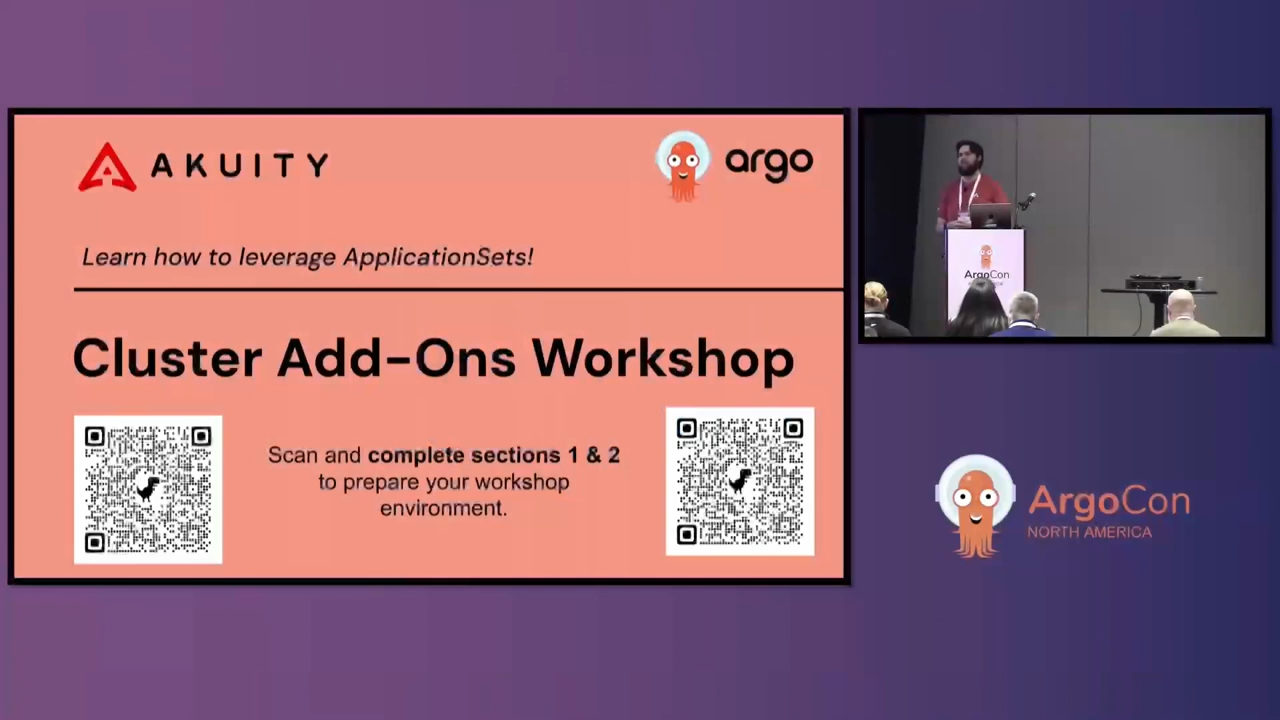 AKUITY
argo
Learn how to leverage ApplicationSets!
Cluster Add-Ons Workshop
Scan and complete sections 1 & 2
to prepare your workshop
environment.
ArgoCon
ArgoCon
NORTH AMERICA